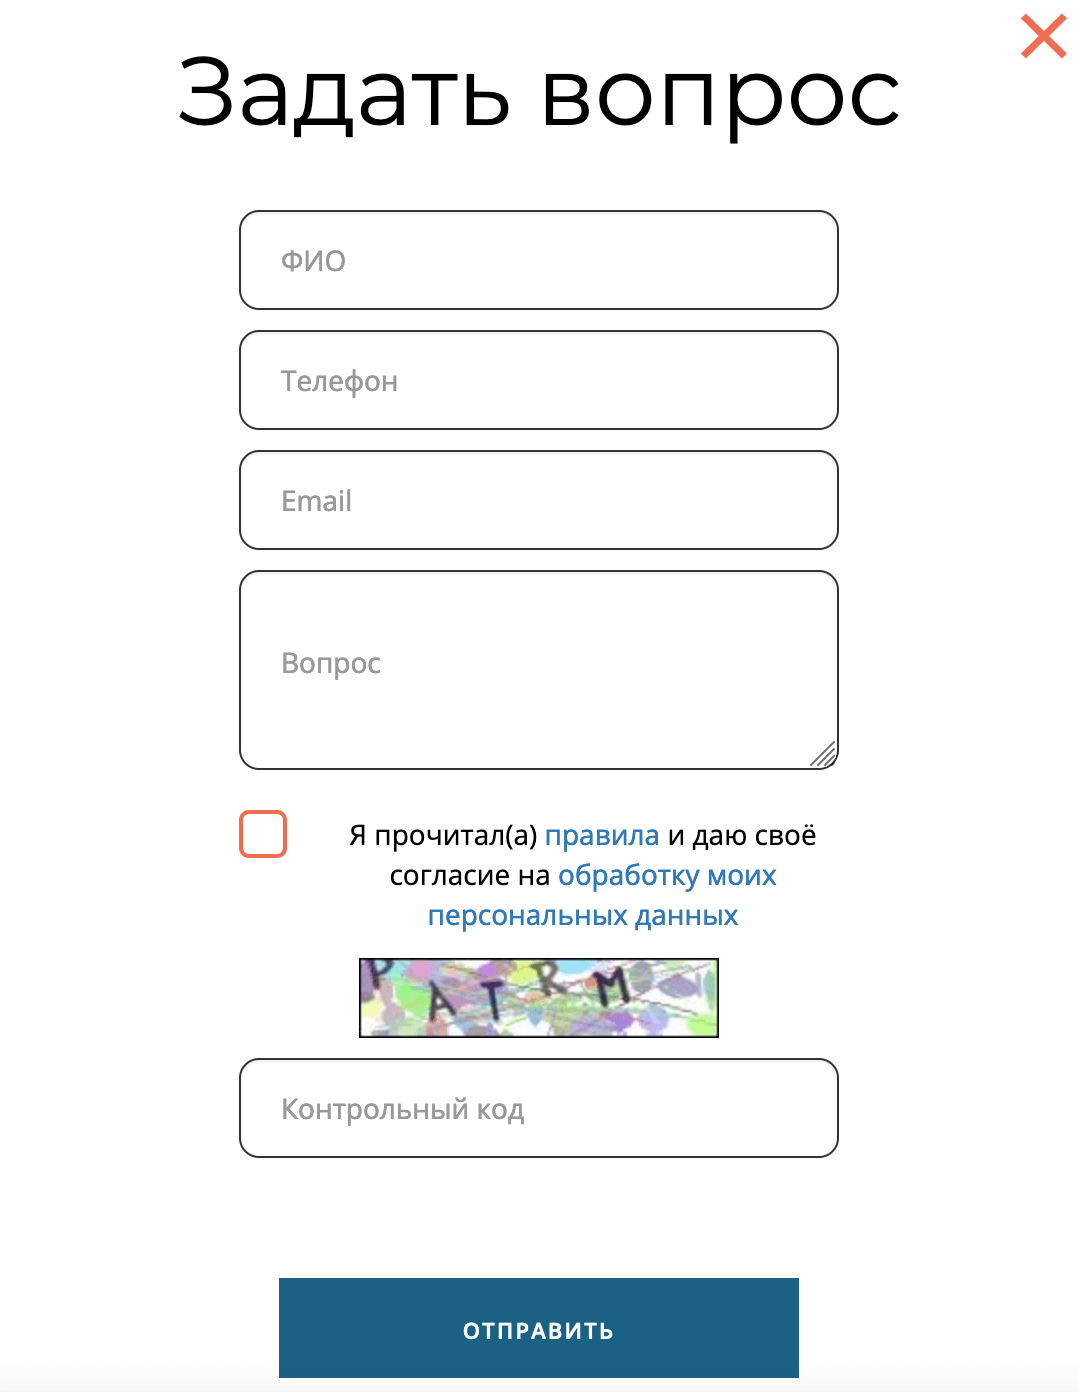 Задать вопрос
ФИО
Телефон
Email
Вопрос
Я прочитал(а) правила и даю своё
согласие на обработку моих
персональных данных
P A T R M
Контрольный код
ОТПРАВИТЬ